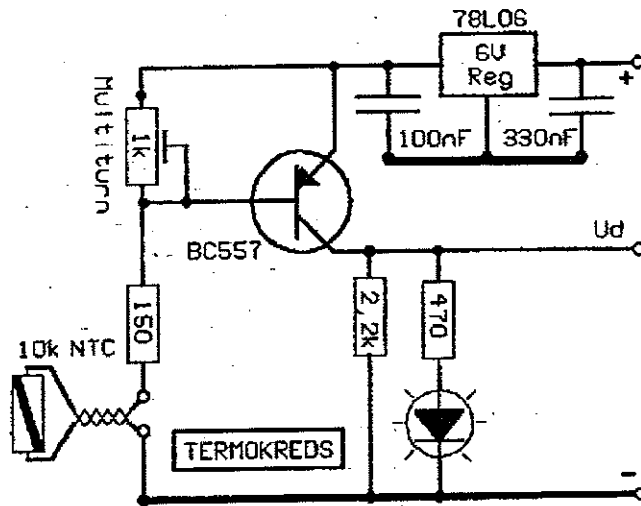 78L06
6V
Reg
+
100nF
330nF
Multiturn
1k
BC557
Ud
150
2,2k
470
10k NTC
TERMOKREDS
-